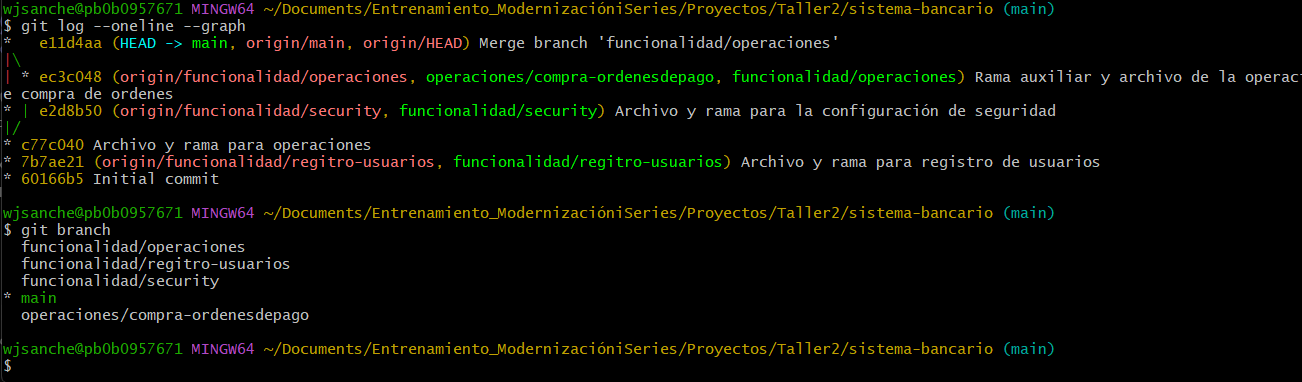 wjsanche@pb0b0957671 MINGW64 ~/Documents/Entrenamiento_ModernizacióniSeries/Proyectos/Taller2/sistema-bancario (main)
$ git log --oneline --graph
*   e11d4aa (HEAD -> main, origin/main, origin/HEAD) Merge branch 'funcionalidad/operaciones'
|\
| * ec3c048 (origin/funcionalidad/operaciones, operaciones/compra-ordenesdepago, funcionalidad/operaciones) Rama auxiliar y archivo de la operaci
e compra de ordenes
* | e2d8b50 (origin/funcionalidad/security, funcionalidad/security) Archivo y rama para la configuración de seguridad
|/
* c77c040 Archivo y rama para operaciones
* 7b7ae21 (origin/funcionalidad/regitro-usuarios, funcionalidad/regitro-usuarios) Archivo y rama para registro de usuarios
* 60166b5 Initial commit
wjsanche@pb0b0957671 MINGW64 ~/Documents/Entrenamiento_ModernizacióniSeries/Proyectos/Taller2/sistema-bancario (main)
$ git branch
  funcionalidad/operaciones
  funcionalidad/regitro-usuarios
  funcionalidad/security
* main
  operaciones/compra-ordenesdepago
wjsanche@pb0b0957671 MINGW64 ~/Documents/Entrenamiento_ModernizacióniSeries/Proyectos/Taller2/sistema-bancario (main)
$